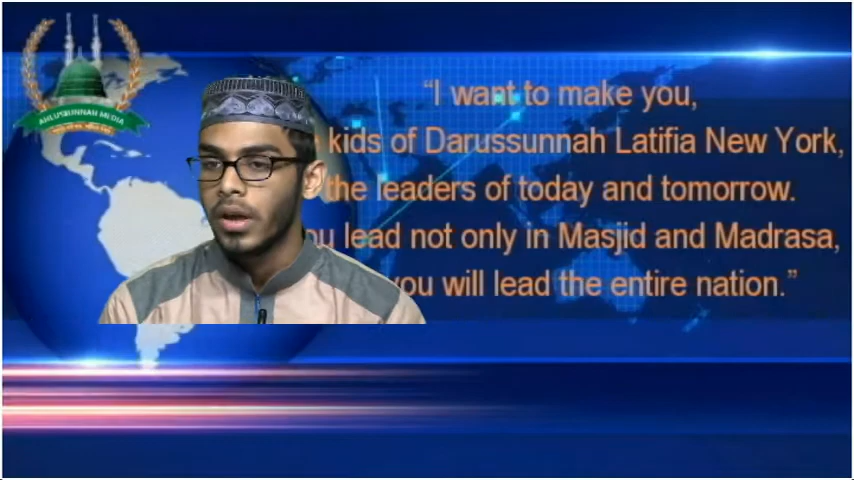 AHLUSSUNNAH MEDIA
“I want to make you,
kids of Darussunnah Latifia New York,
the leaders of today and tomorrow.
ou lead not only in Masjid and Madrasa,
you will lead the entire nation.”